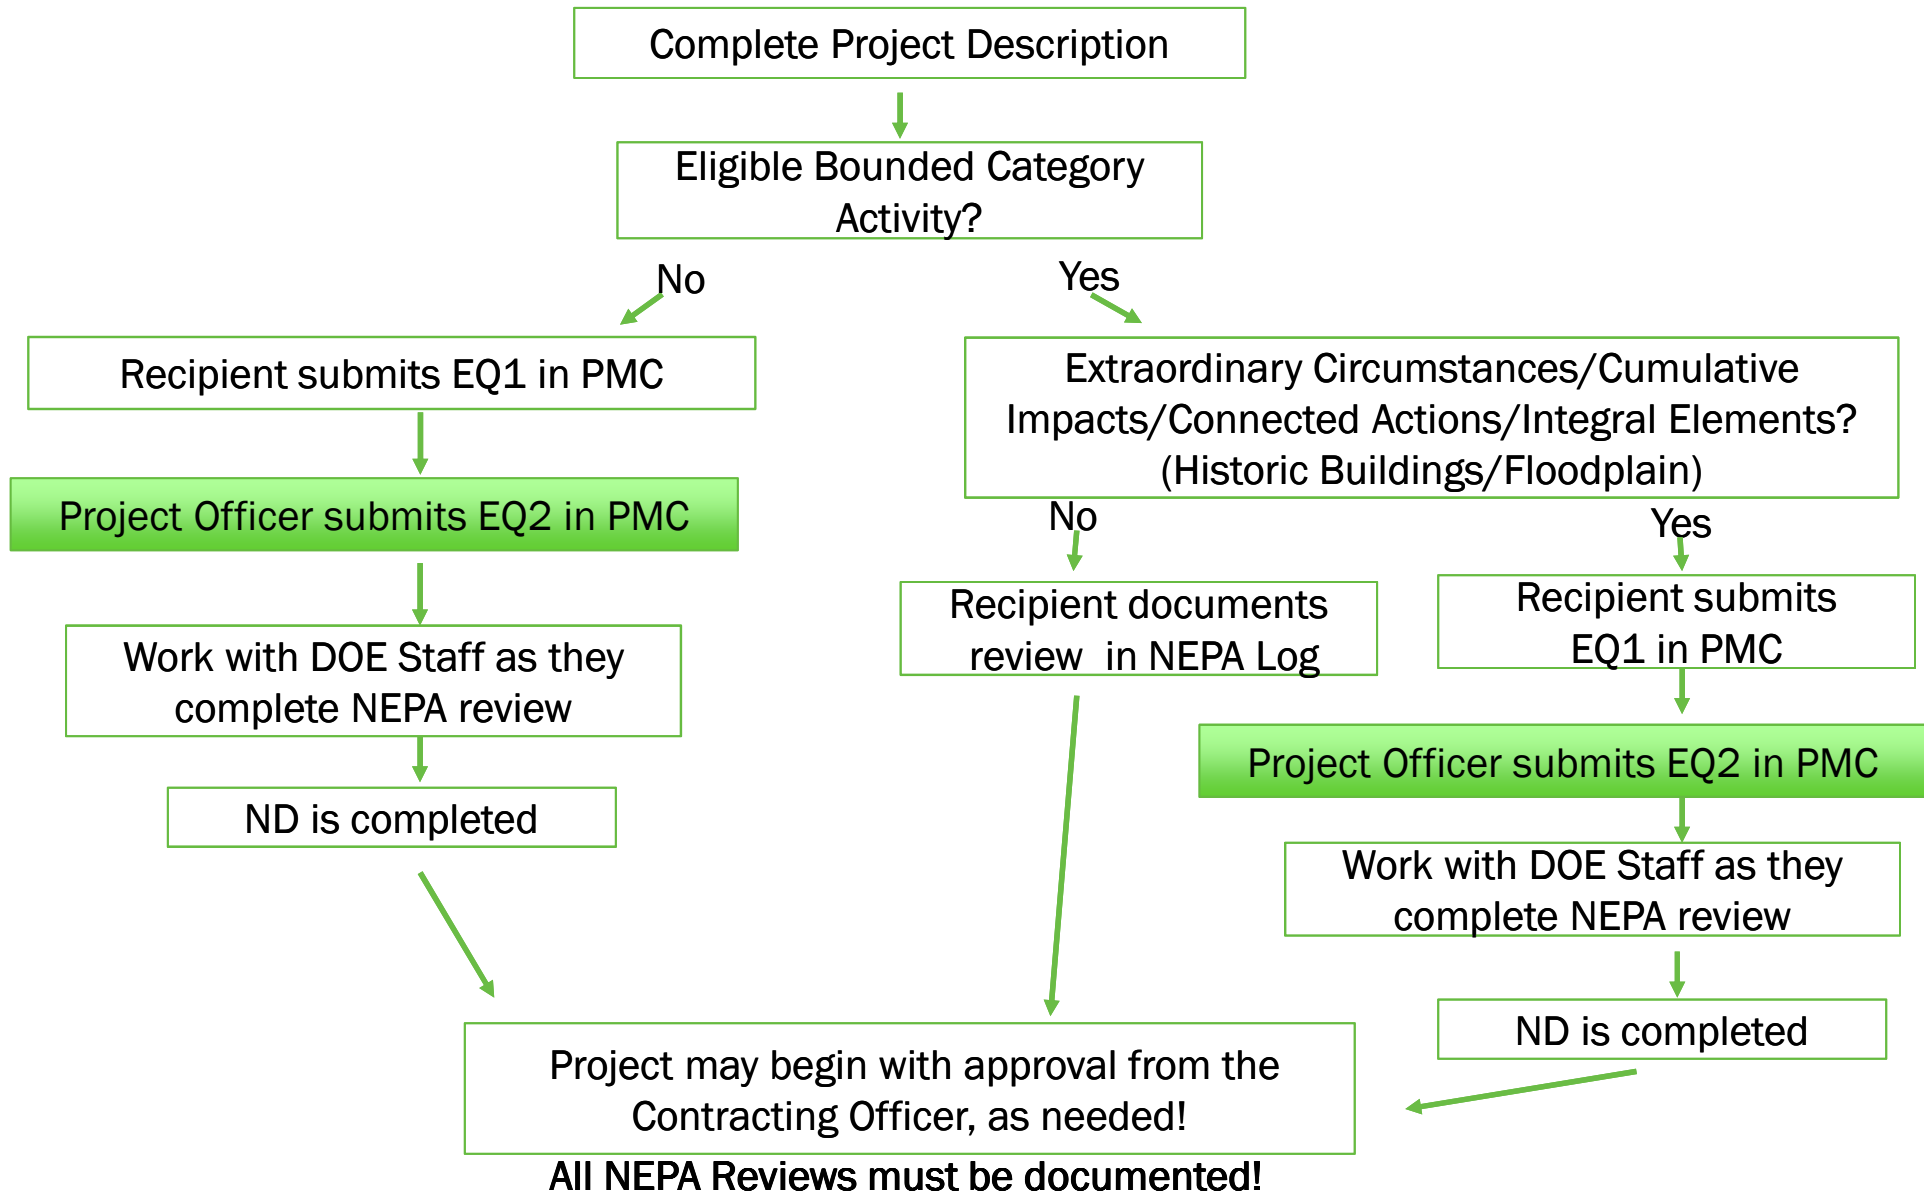 Complete Project Description
Eligible Bounded Category
Activity?
No
Yes
Recipient submits EQ1 in PMC
Project Officer submits EQ2 in PMC
Work with DOE Staff as they
complete NEPA review
ND is completed
Extraordinary Circumstances/Cumulative
Impacts/Connected Actions/Integral Elements?
(Historic Buildings/Floodplain)
No
Yes
Recipient documents
review in NEPA Log
Recipient submits
EQ1 in PMC
Project Officer submits EQ2 in PMC
Work with DOE Staff as they
complete NEPA review
ND is completed
Project may begin with approval from the
Contracting Officer, as needed!
All NEPA Reviews must be documented!